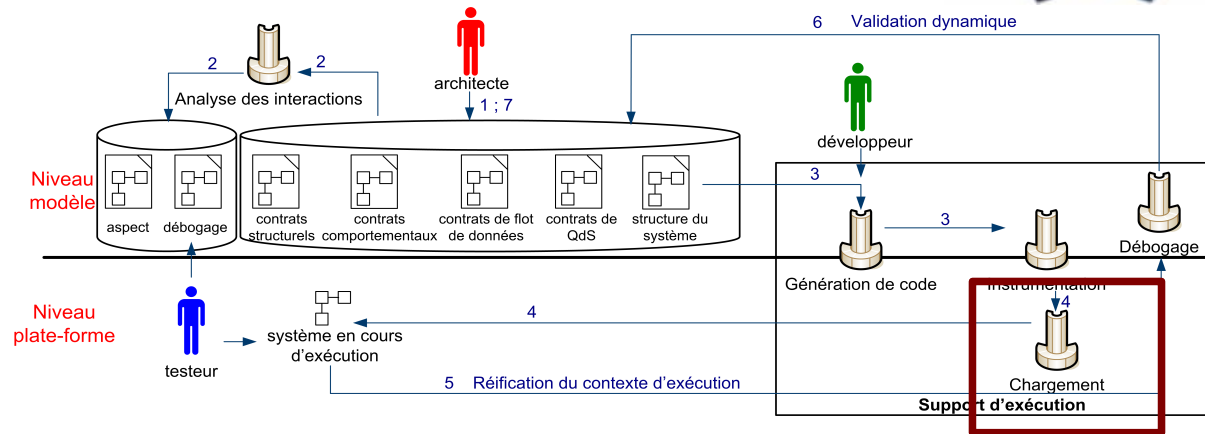 6 Validation dynamique
2
2
Analyse des interactions
architecte
1 ; 7
développeur
Niveau
modèle
aspect
débogage
contrats
structurels
contrats
comportementaux
contrats de flot
de données
contrats de
QdS
structure du
système
3
3
Génération de code
Instrumentation
Débogage
Niveau
plate-forme
testeur
système en cours
d'exécution
4
4
Chargement
5 Réification du contexte d'exécution
Support d'exécution